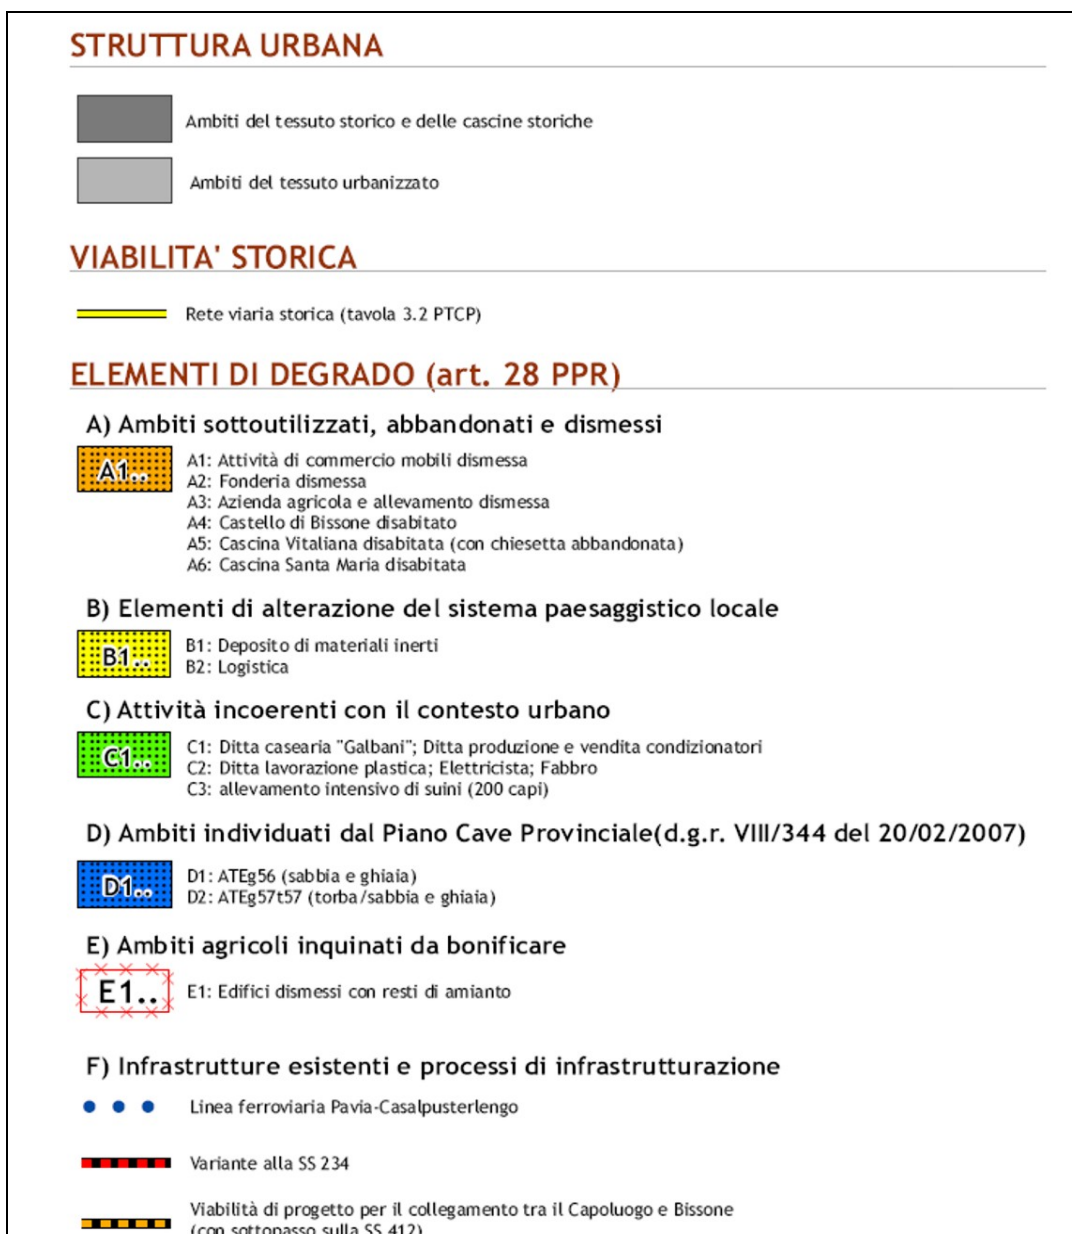 STRUTTURA URBANA
Ambiti del tessuto storico e delle cascine storiche
Ambiti del tessuto urbanizzato
VIABILITA' STORICA
Rete viaria storica (tavola 3.2 PTCP)
ELEMENTI DI DEGRADO (art. 28 PPR)
A) Ambiti sottoutilizzati, abbandonati e dismessi
A1..
A1: Attività di commercio mobili dismessa
A2: Fonderia dismessa
A3: Azienda agricola e allevamento dismessa
A4: Castello di Bissone disabitato
A5: Cascina Vitaliana disabitata (con chiesetta abbandonata)
A6: Cascina Santa Maria disabitata
B) Elementi di alterazione del sistema paesaggistico locale
B1..
B1: Deposito di materiali inerti
B2: Logistica
C) Attività incoerenti con il contesto urbano
C1..
C1: Ditta casearia "Galbani"; Ditta produzione e vendita condizionatori
C2: Ditta lavorazione plastica; Elettricista; Fabbro
C3: allevamento intensivo di suini (200 capi)
D) Ambiti individuati dal Piano Cave Provinciale(d.g.r. VIII/344 del 20/02/2007)
D1..
D1: ATEg56 (sabbia e ghiaia)
D2: ATEg57t57 (torba/sabbia e ghiaia)
E) Ambiti agricoli inquinati da bonificare
E1..
E1: Edifici dismessi con resti di amianto
F) Infrastrutture esistenti e processi di infrastrutturazione
Linea ferroviaria Pavia-Casalpusterlengo
Variante alla SS 234
Viabilità di progetto per il collegamento tra il Capoluogo e Bissone
(con sottopasso sulla SS 412)